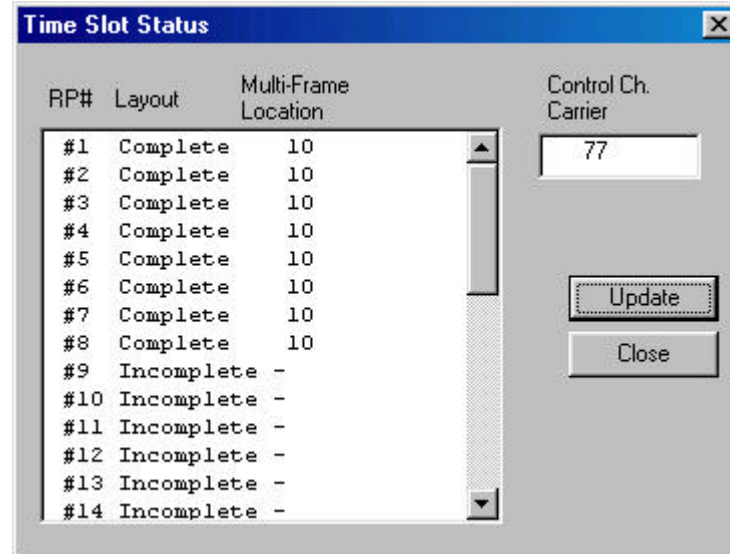 Time Slot Status
RP# Layout Multi-Frame Location
Control Ch. Carrier
#1 Complete 10
#2 Complete 10
#3 Complete 10
#4 Complete 10
#5 Complete 10
#6 Complete 10
#7 Complete 10
#8 Complete 10
#9 Incomplete -
#10 Incomplete -
#11 Incomplete -
#12 Incomplete -
#13 Incomplete -
#14 Incomplete -
77
Update
Close